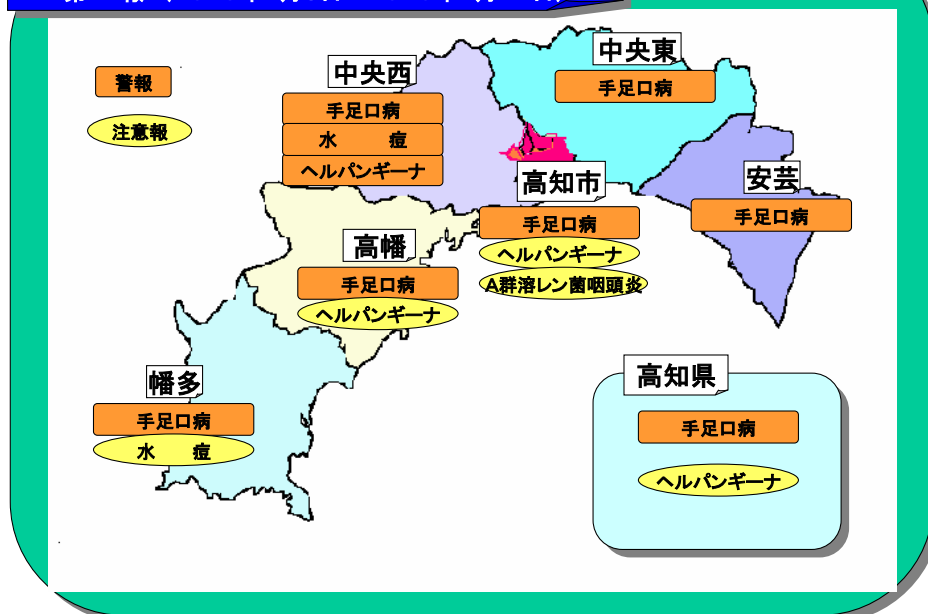 警報
注意報
中央西
手足口病
水　　痘
ヘルパンギーナ
中央東
手足口病
高知市
手足口病
ヘルパンギーナ
A群溶レン菌咽頭炎
安芸
手足口病
高幡
手足口病
ヘルパンギーナ
幡多
手足口病
水　　痘
高知県
手足口病
ヘルパンギーナ